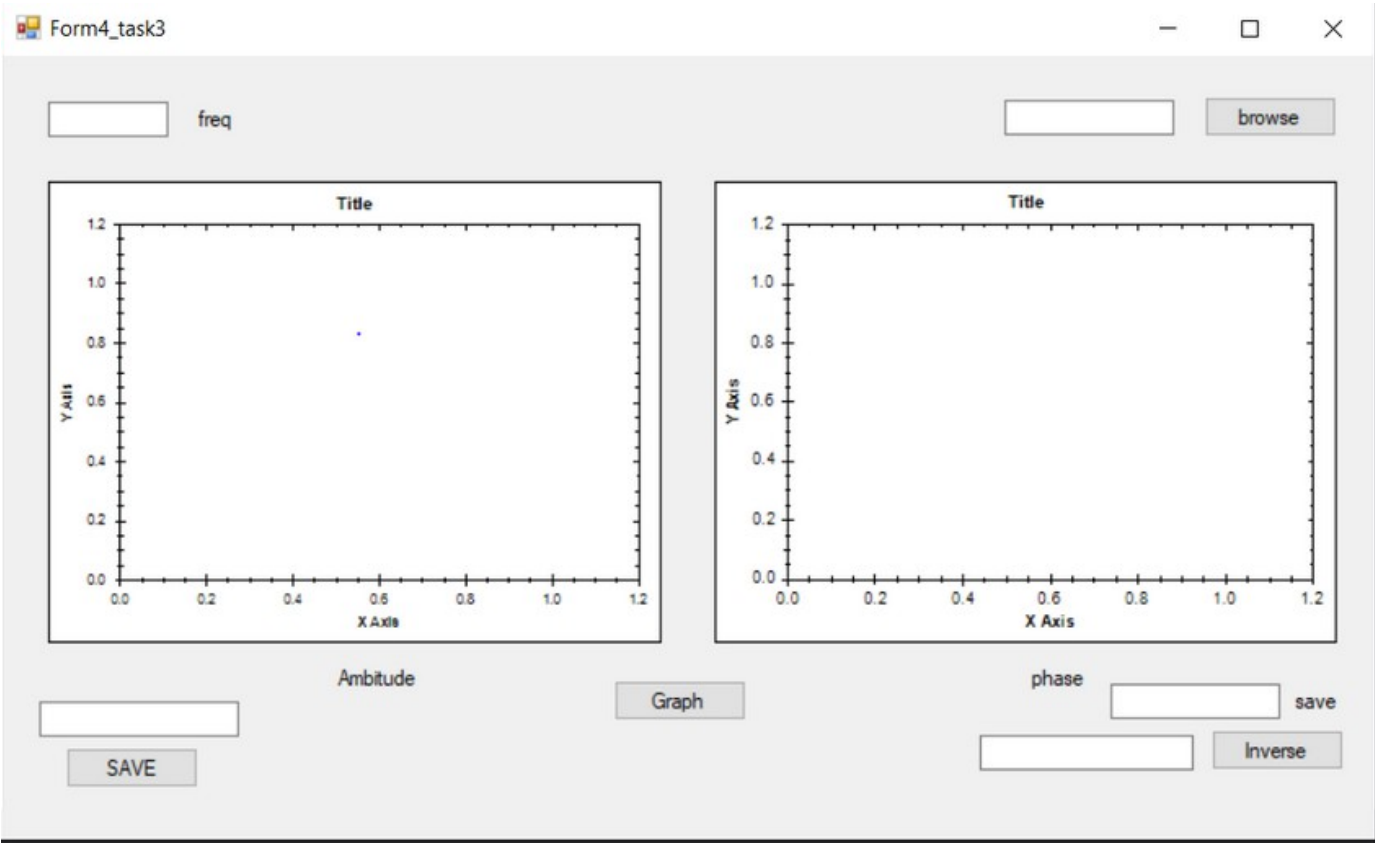 Form4_task3
freq
browse
Title
1.2
1.0
0.8
0.6
0.4
0.2
0.0
Y Axis
0.0 0.2 0.4 0.6 0.8 1.0 1.2
X Axis
Title
1.2
1.0
0.8
0.6
0.4
0.2
0.0
Y Axis
0.0 0.2 0.4 0.6 0.8 1.0 1.2
X Axis
Ambitude
Graph
phase
save
SAVE
Inverse